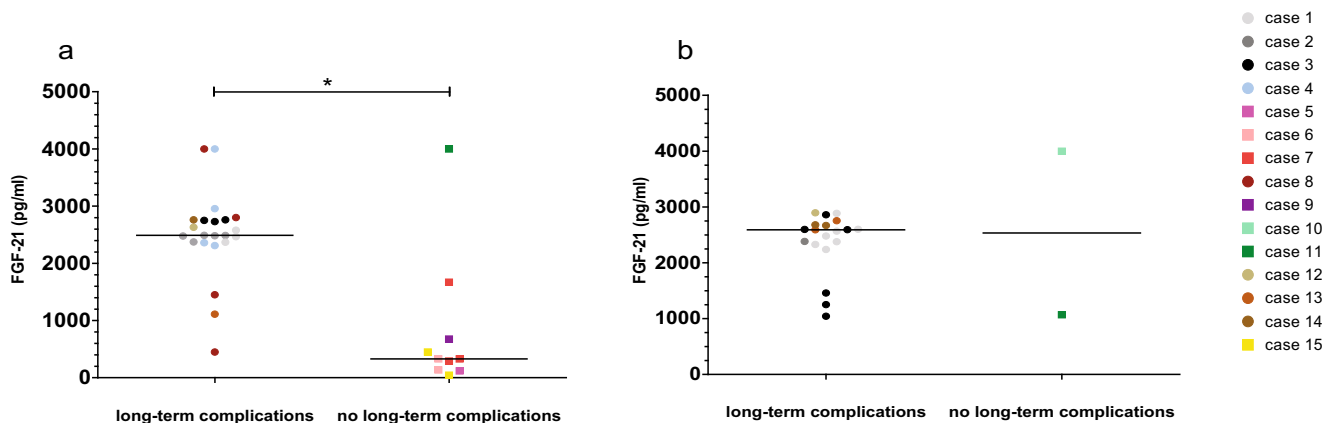 a
*
5000
4000
3000
2000
1000
0
FGF-21 (pg/ml)
long-term complications
no long-term complications
b
5000
4000
3000
2000
1000
0
FGF-21 (pg/ml)
long-term complications
no long-term complications
case 1
case 2
case 3
case 4
case 5
case 6
case 7
case 8
case 9
case 10
case 11
case 12
case 13
case 14
case 15